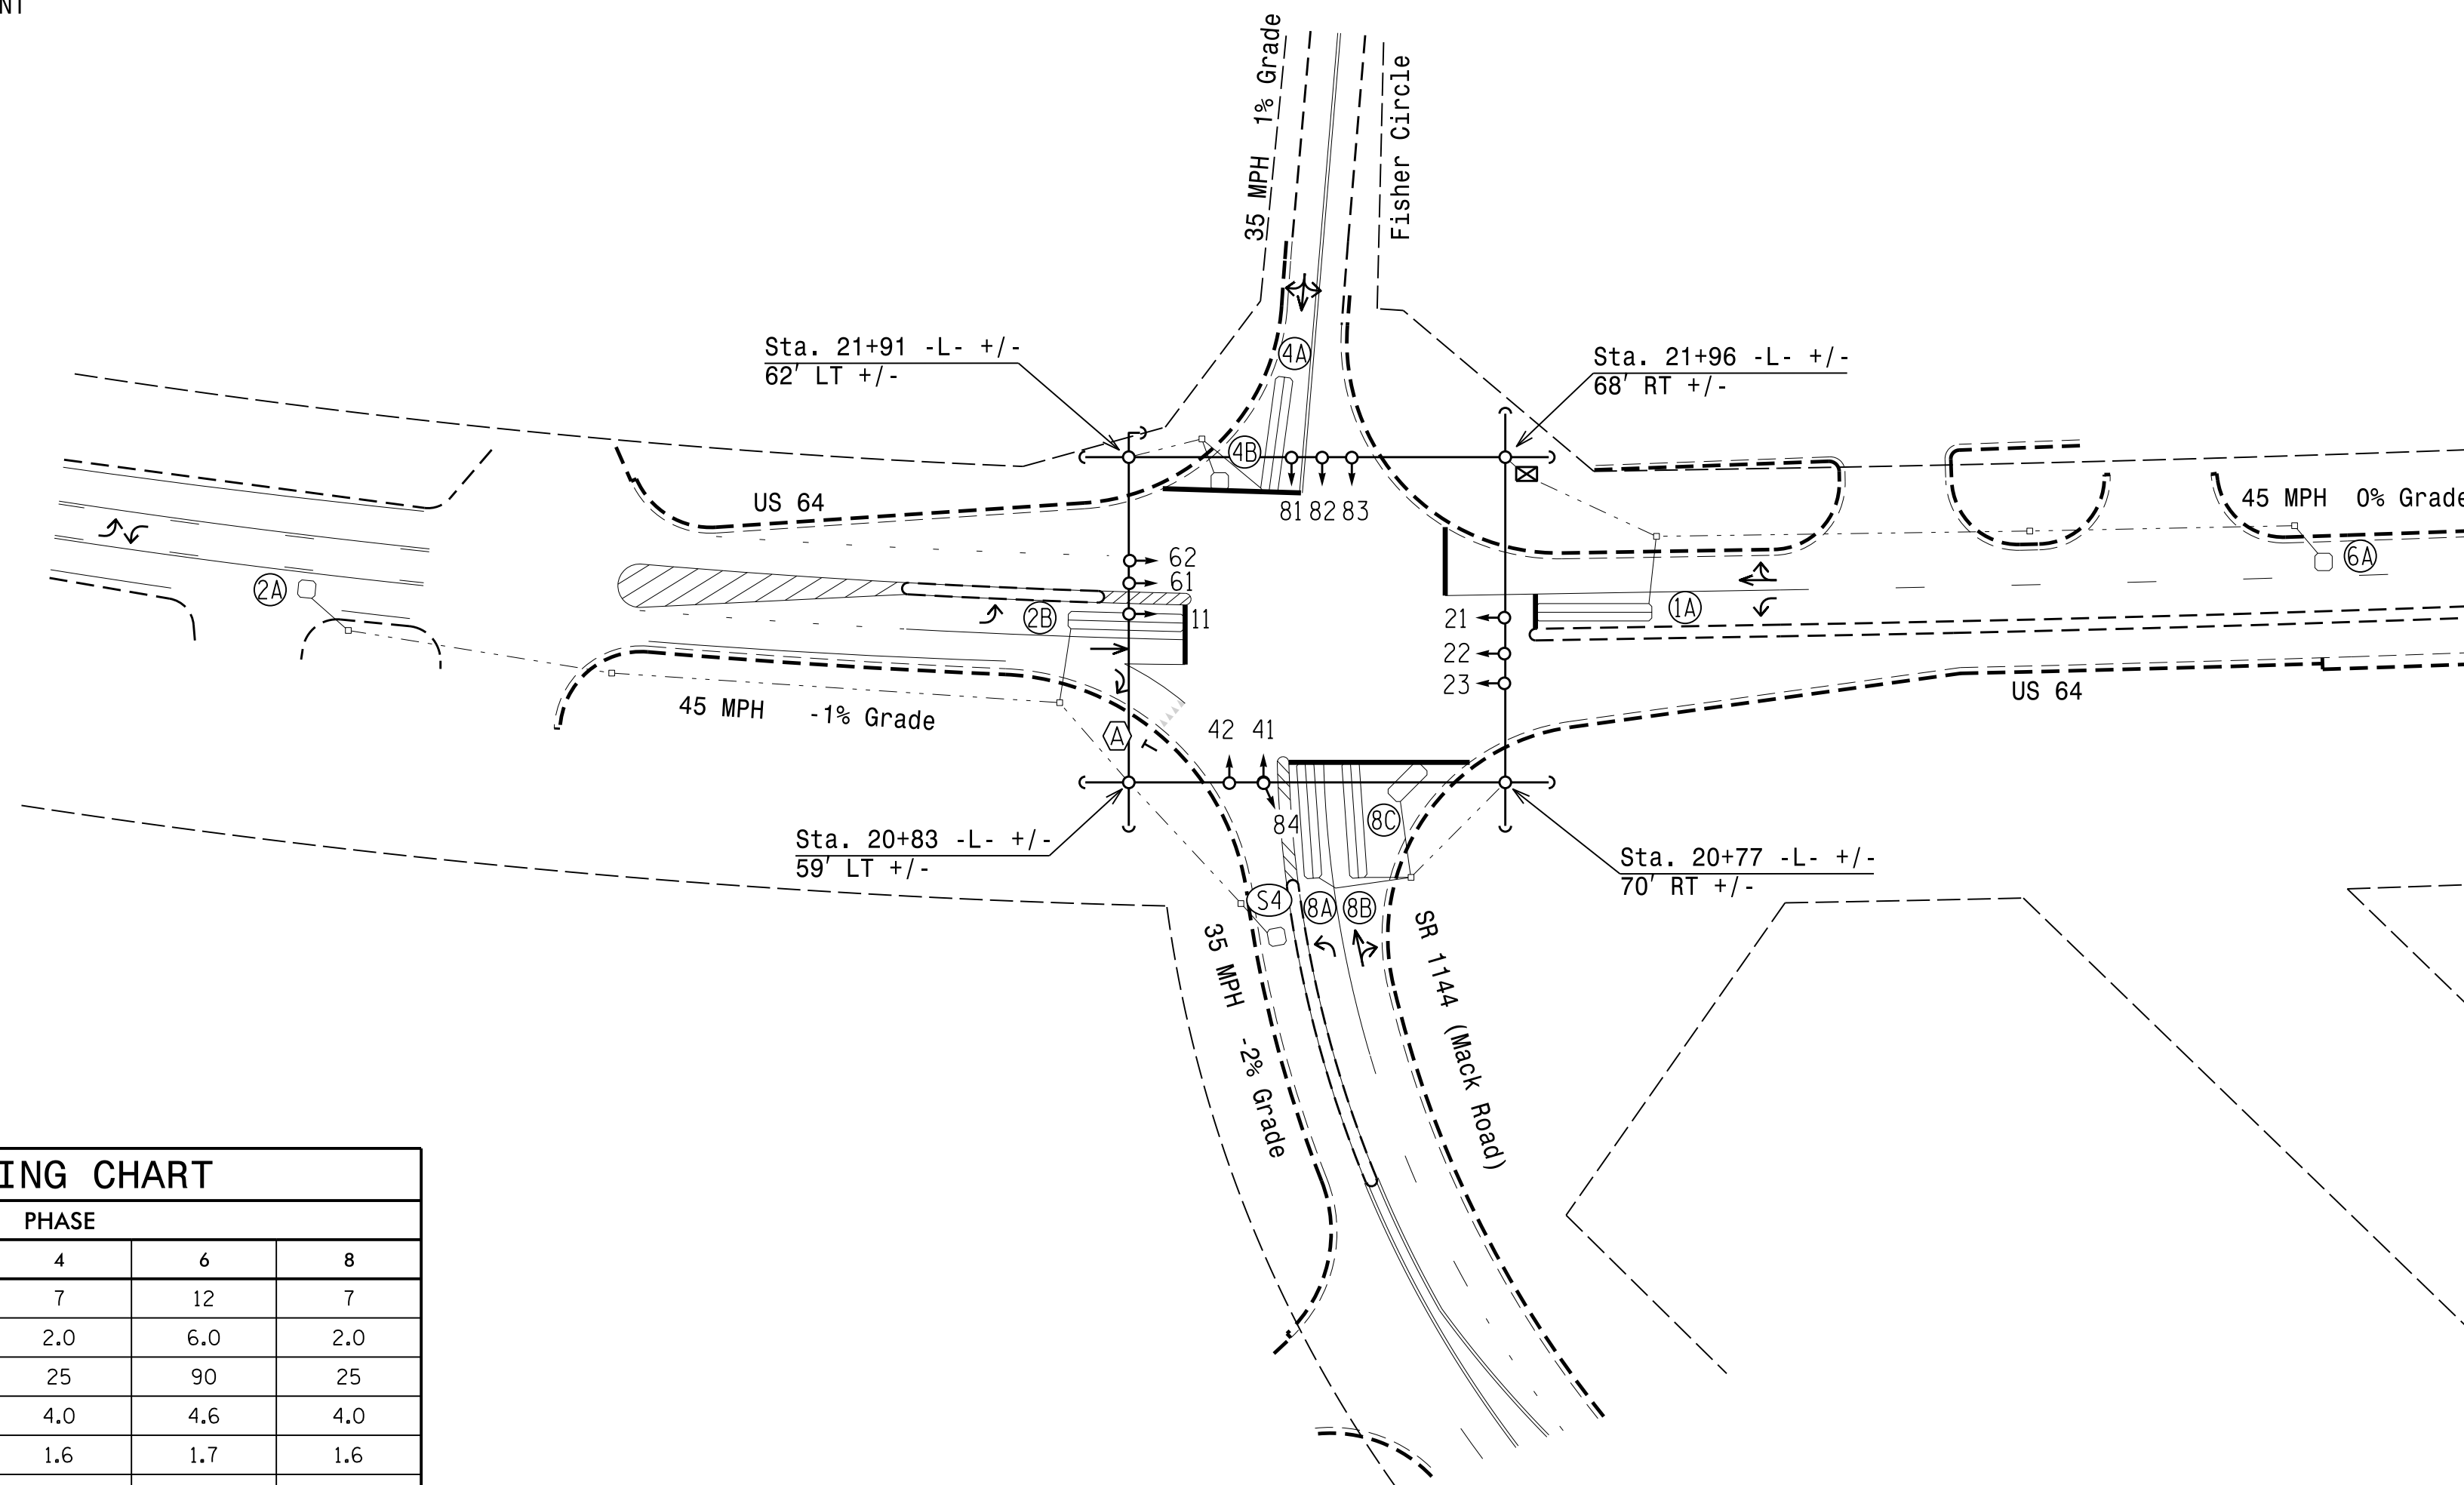 NT
35 MPH 1% Grade
Fisher Circle
Sta. 21+91 -L- +/-
62' LT +/-
Sta. 21+96 -L- +/-
68' RT +/-
4A
4B
81 82 83
US 64
45 MPH 0% Grade
6A
62
61
2A
2B
11
1A
21
22
23
US 64
45 MPH -1% Grade
A
T
42 41
84
8C
Sta. 20+83 -L- +/-
59' LT +/-
Sta. 20+77 -L- +/-
70' RT +/-
S4
8A
8B
35 MPH -2% Grade
SR 1144 (Mack Road)
ING CHART
PHASE
4 6 8
7 12 7
2.0 6.0 2.0
25 90 25
4.0 4.6 4.0
1.6 1.7 1.6